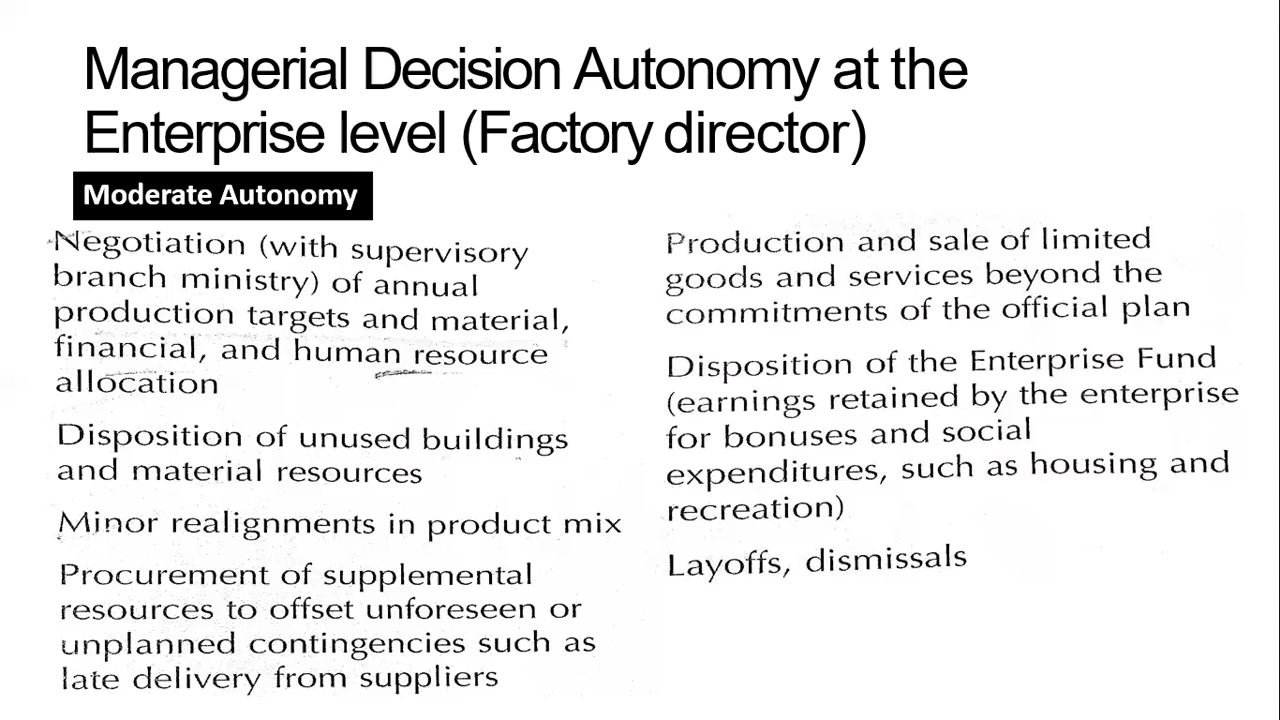 Managerial Decision Autonomy at the
Enterprise level (Factory director)
Moderate Autonomy
Negotiation (with supervisory
branch ministry) of annual
production targets and material,
financial, and human resource
allocation
Disposition of unused buildings
and material resources
Minor realignments in product mix
Procurement of supplemental
resources to offset unforeseen or
unplanned contingencies such as
late delivery from suppliers
Production and sale of limited
goods and services beyond the
commitments of the official plan
Disposition of the Enterprise Fund
(earnings retained by the enterprise
for bonuses and social
expenditures, such as housing and
recreation)
Layoffs, dismissals